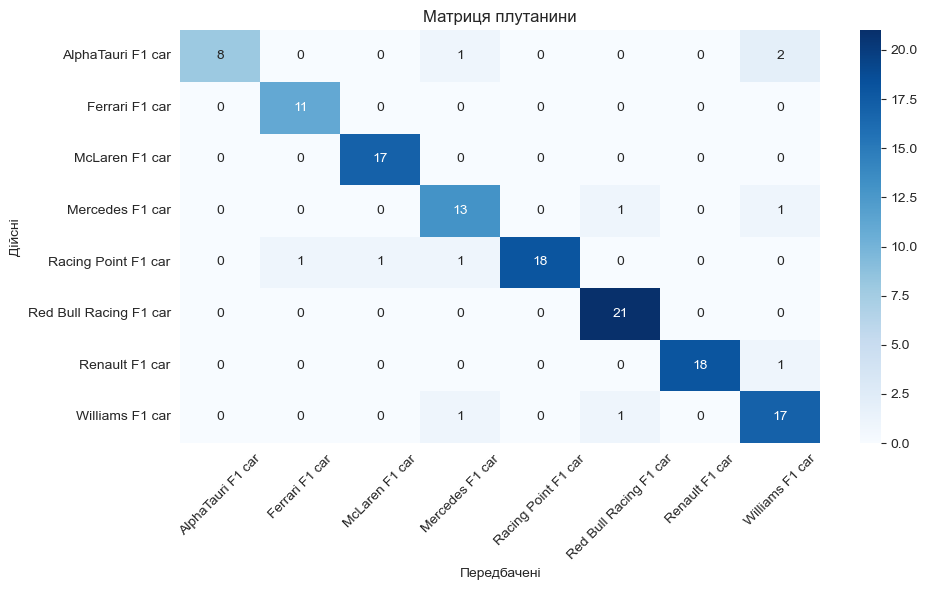 Матриця плутанини
AlphaTauri F1 car 8 0 0 1 0 0 0 2
Ferrari F1 car 0 11 0 0 0 0 0 0
McLaren F1 car 0 0 17 0 0 0 0 0
Mercedes F1 car 0 0 0 13 0 1 0 1
Racing Point F1 car 0 1 1 1 18 0 0 0
Red Bull Racing F1 car 0 0 0 0 0 21 0 0
Renault F1 car 0 0 0 0 0 0 18 1
Williams F1 car 0 0 0 1 0 1 0 17
Дійсні
AlphaTauri F1 car
Ferrari F1 car
McLaren F1 car
Mercedes F1 car
Racing Point F1 car
Red Bull Racing F1 car
Renault F1 car
Williams F1 car
Передбачені
20.0
17.5
15.0
12.5
10.0
7.5
5.0
2.5
0.0